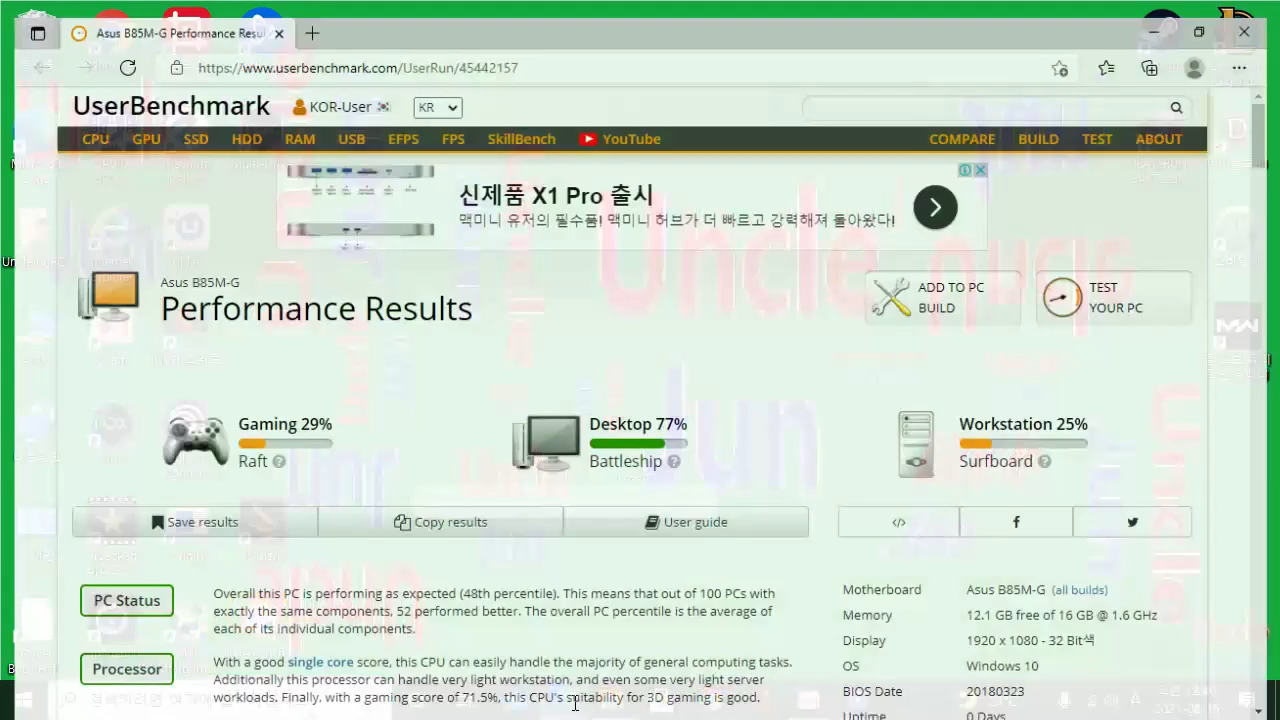 Asus B85M-G Performance Resul
https://www.userbenchmark.com/UserRun/45442157
UserBenchmark
KOR-User
KR
CPU GPU SSD HDD RAM USB EFPS FPS SkillBench YouTube COMPARE BUILD TEST ABOUT
신제품 X1 Pro 출시
맥미니 유저의 필수품! 맥미니 허브가 더 빠르고 강력해져 돌아왔다!
Uncle
Jun
Asus B85M-G
Performance Results
ADD TO PC
BUILD
TEST
YOUR PC
Gaming 29%
Raft
Desktop 77%
Battleship
Workstation 25%
Surfboard
Save results
Copy results
User guide
PC Status
Overall this PC is performing as expected (48th percentile). This means that out of 100 PCs with
exactly the same components, 52 performed better. The overall PC percentile is the average of
each of its individual components.
Processor
With a good single core score, this CPU can easily handle the majority of general computing tasks.
Additionally this processor can handle very light workstation, and even some very light server
workloads. Finally, with a gaming score of 71.5%, this CPU's suitability for 3D gaming is good.
Motherboard Asus B85M-G (all builds)
Memory 12.1 GB free of 16 GB @ 1.6 GHz
Display 1920 x 1080 - 32 Bit색
OS Windows 10
BIOS Date 20180323
Uptime 0 Days